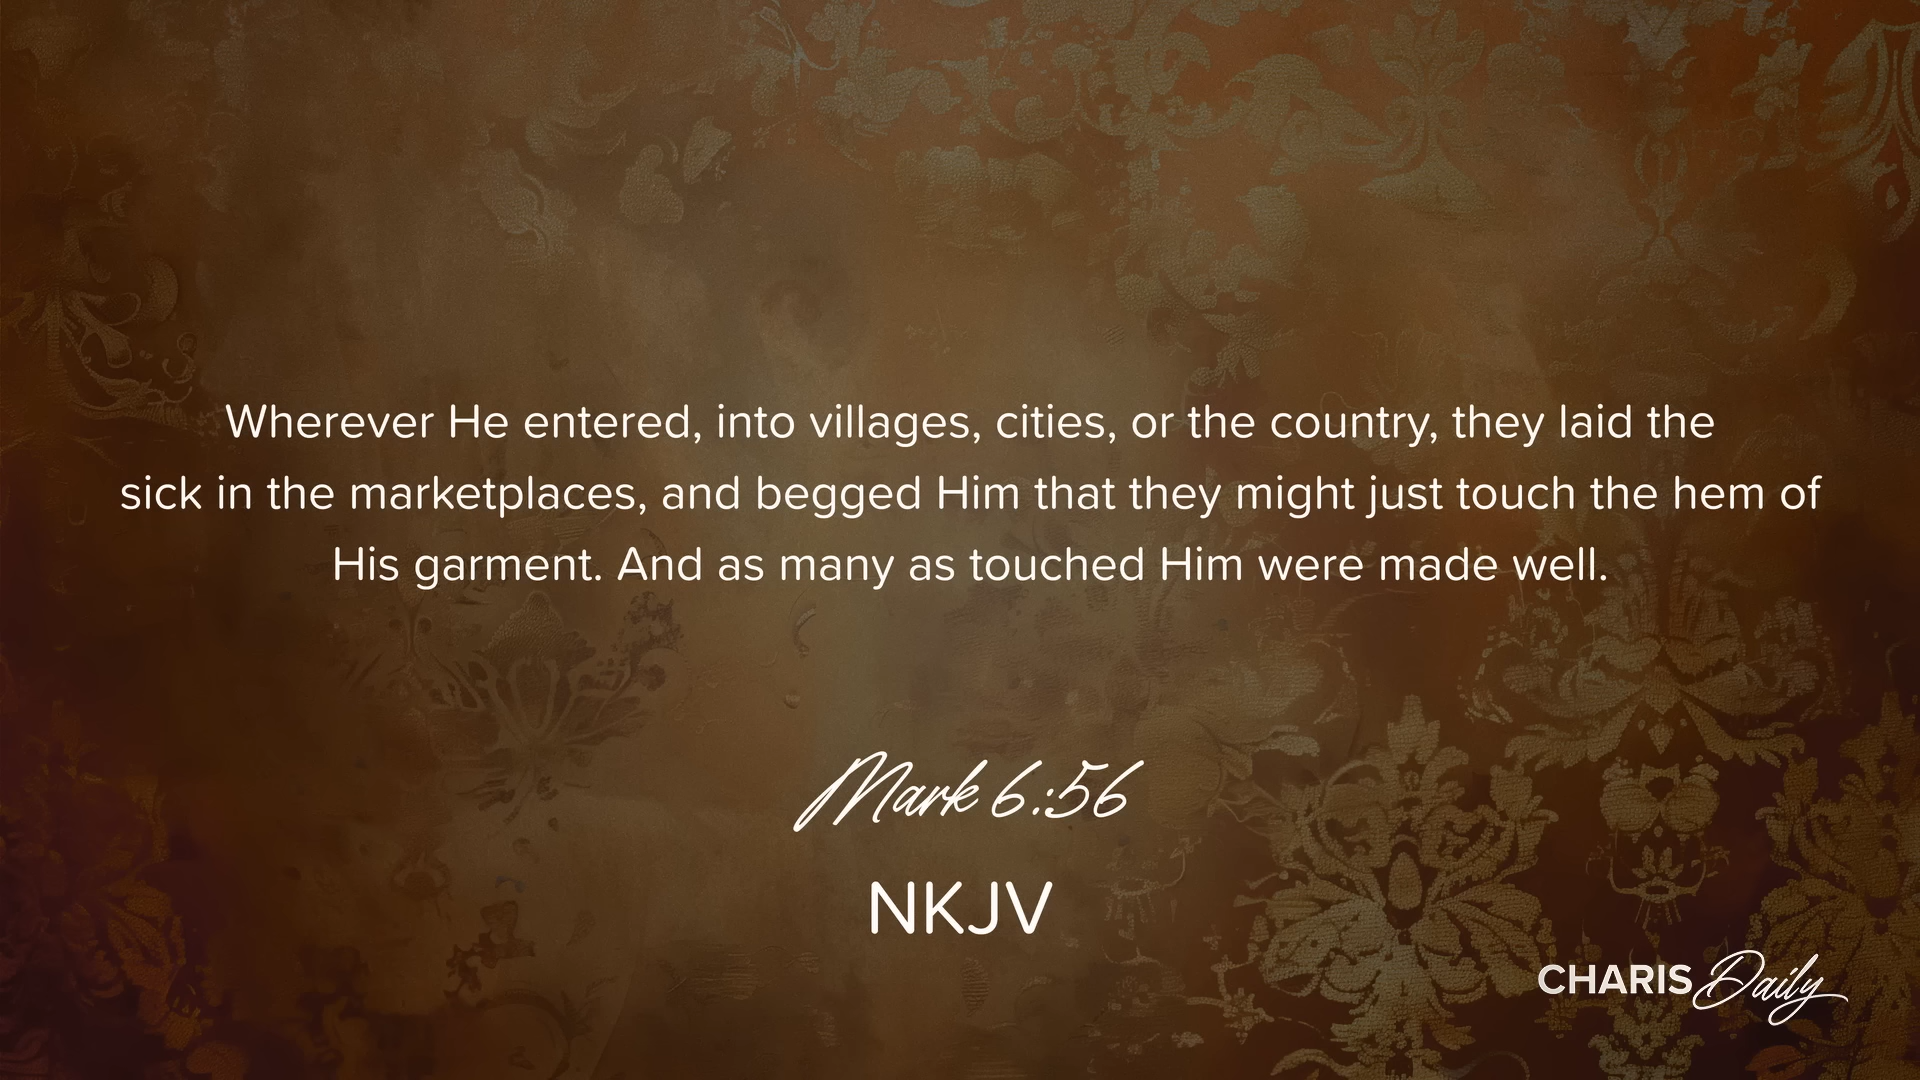 Wherever He entered, into villages, cities, or the country, they laid the
sick in the marketplaces, and begged Him that they might just touch the hem of
His garment. And as many as touched Him were made well.
Mark 6:56
NKJV
CHARIS Daily